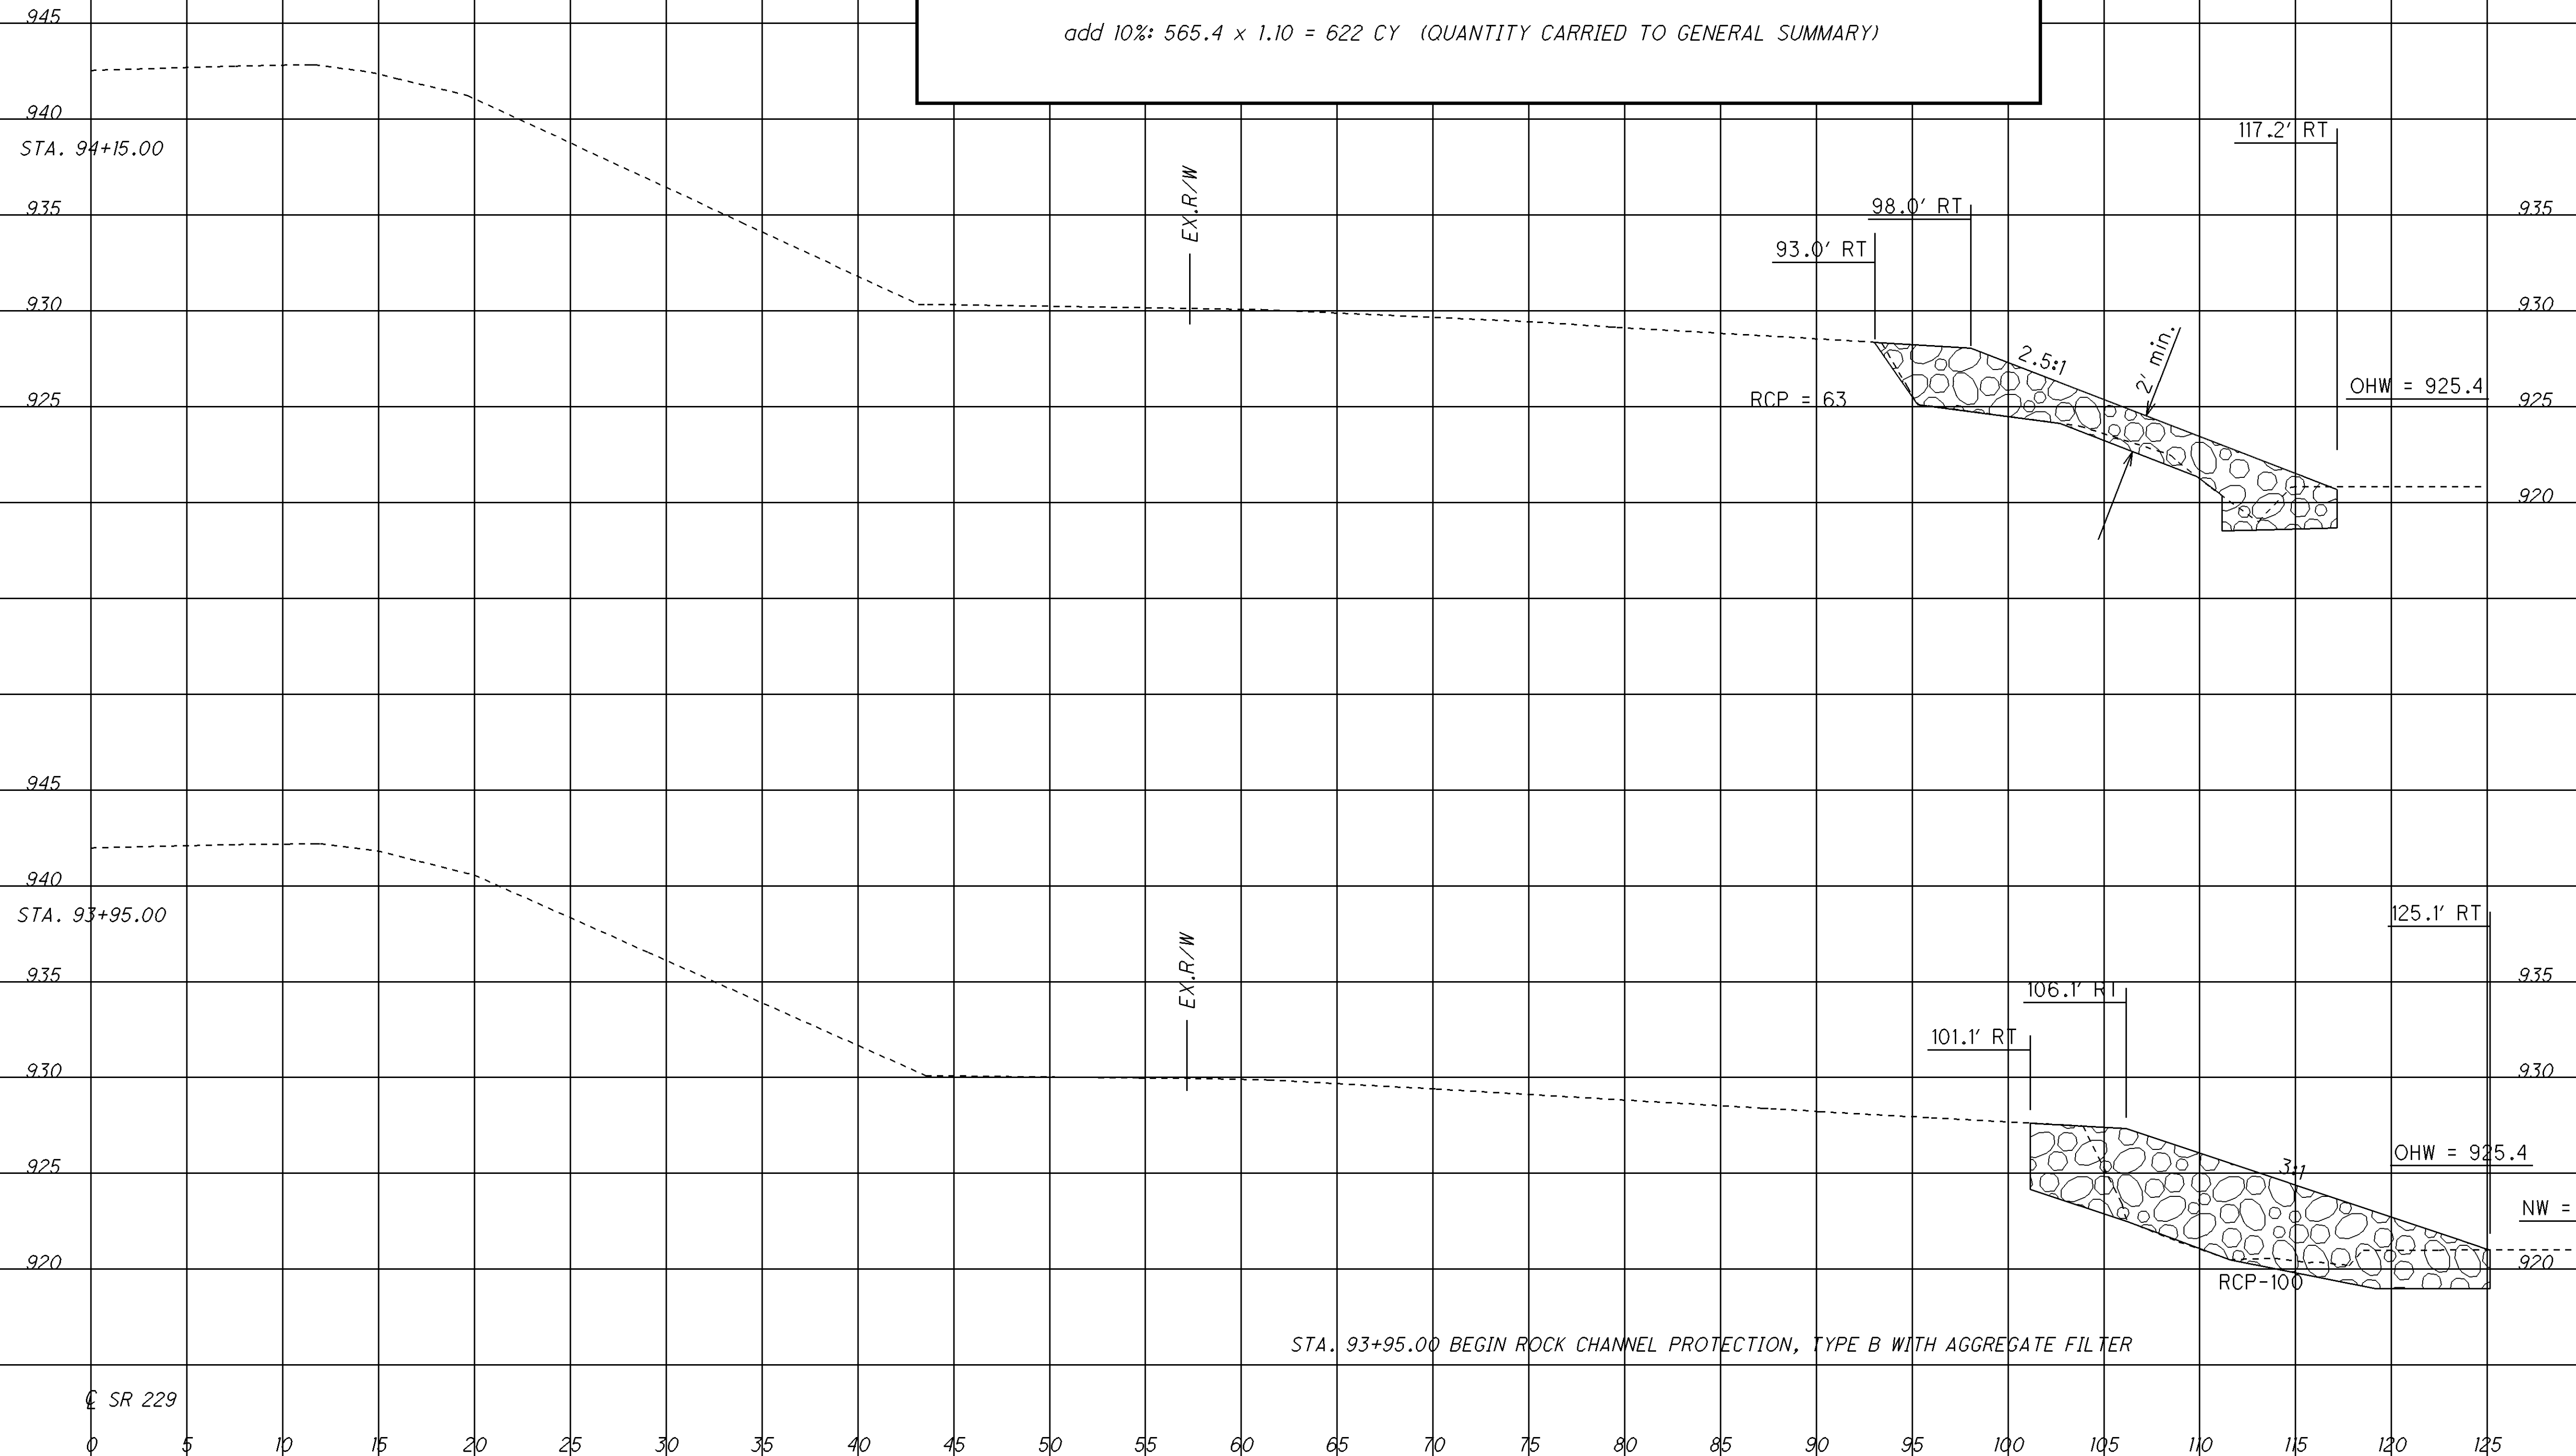 945
add 10%: 565.4 x 1.10 = 622 CY (QUANTITY CARRIED TO GENERAL SUMMARY)
940
STA. 94+15.00
117.2' RT
935
EX.R/W
98.0' RT
935
93.0' RT
930
930
2.5:1
2' min.
OHW = 925.4
925
RCP = 63
925
920
945
940
STA. 93+95.00
125.1' RT
935
EX.R/W
106.1' RT
935
101.1' RT
930
930
925
3:1
OHW = 925.4
NW =
920
920
RCP-100
STA. 93+95.00 BEGIN ROCK CHANNEL PROTECTION, TYPE B WITH AGGREGATE FILTER
℄ SR 229
0 5 10 15 20 25 30 35 40 45 50 55 60 65 70 75 80 85 90 95 100 105 110 115 120 125